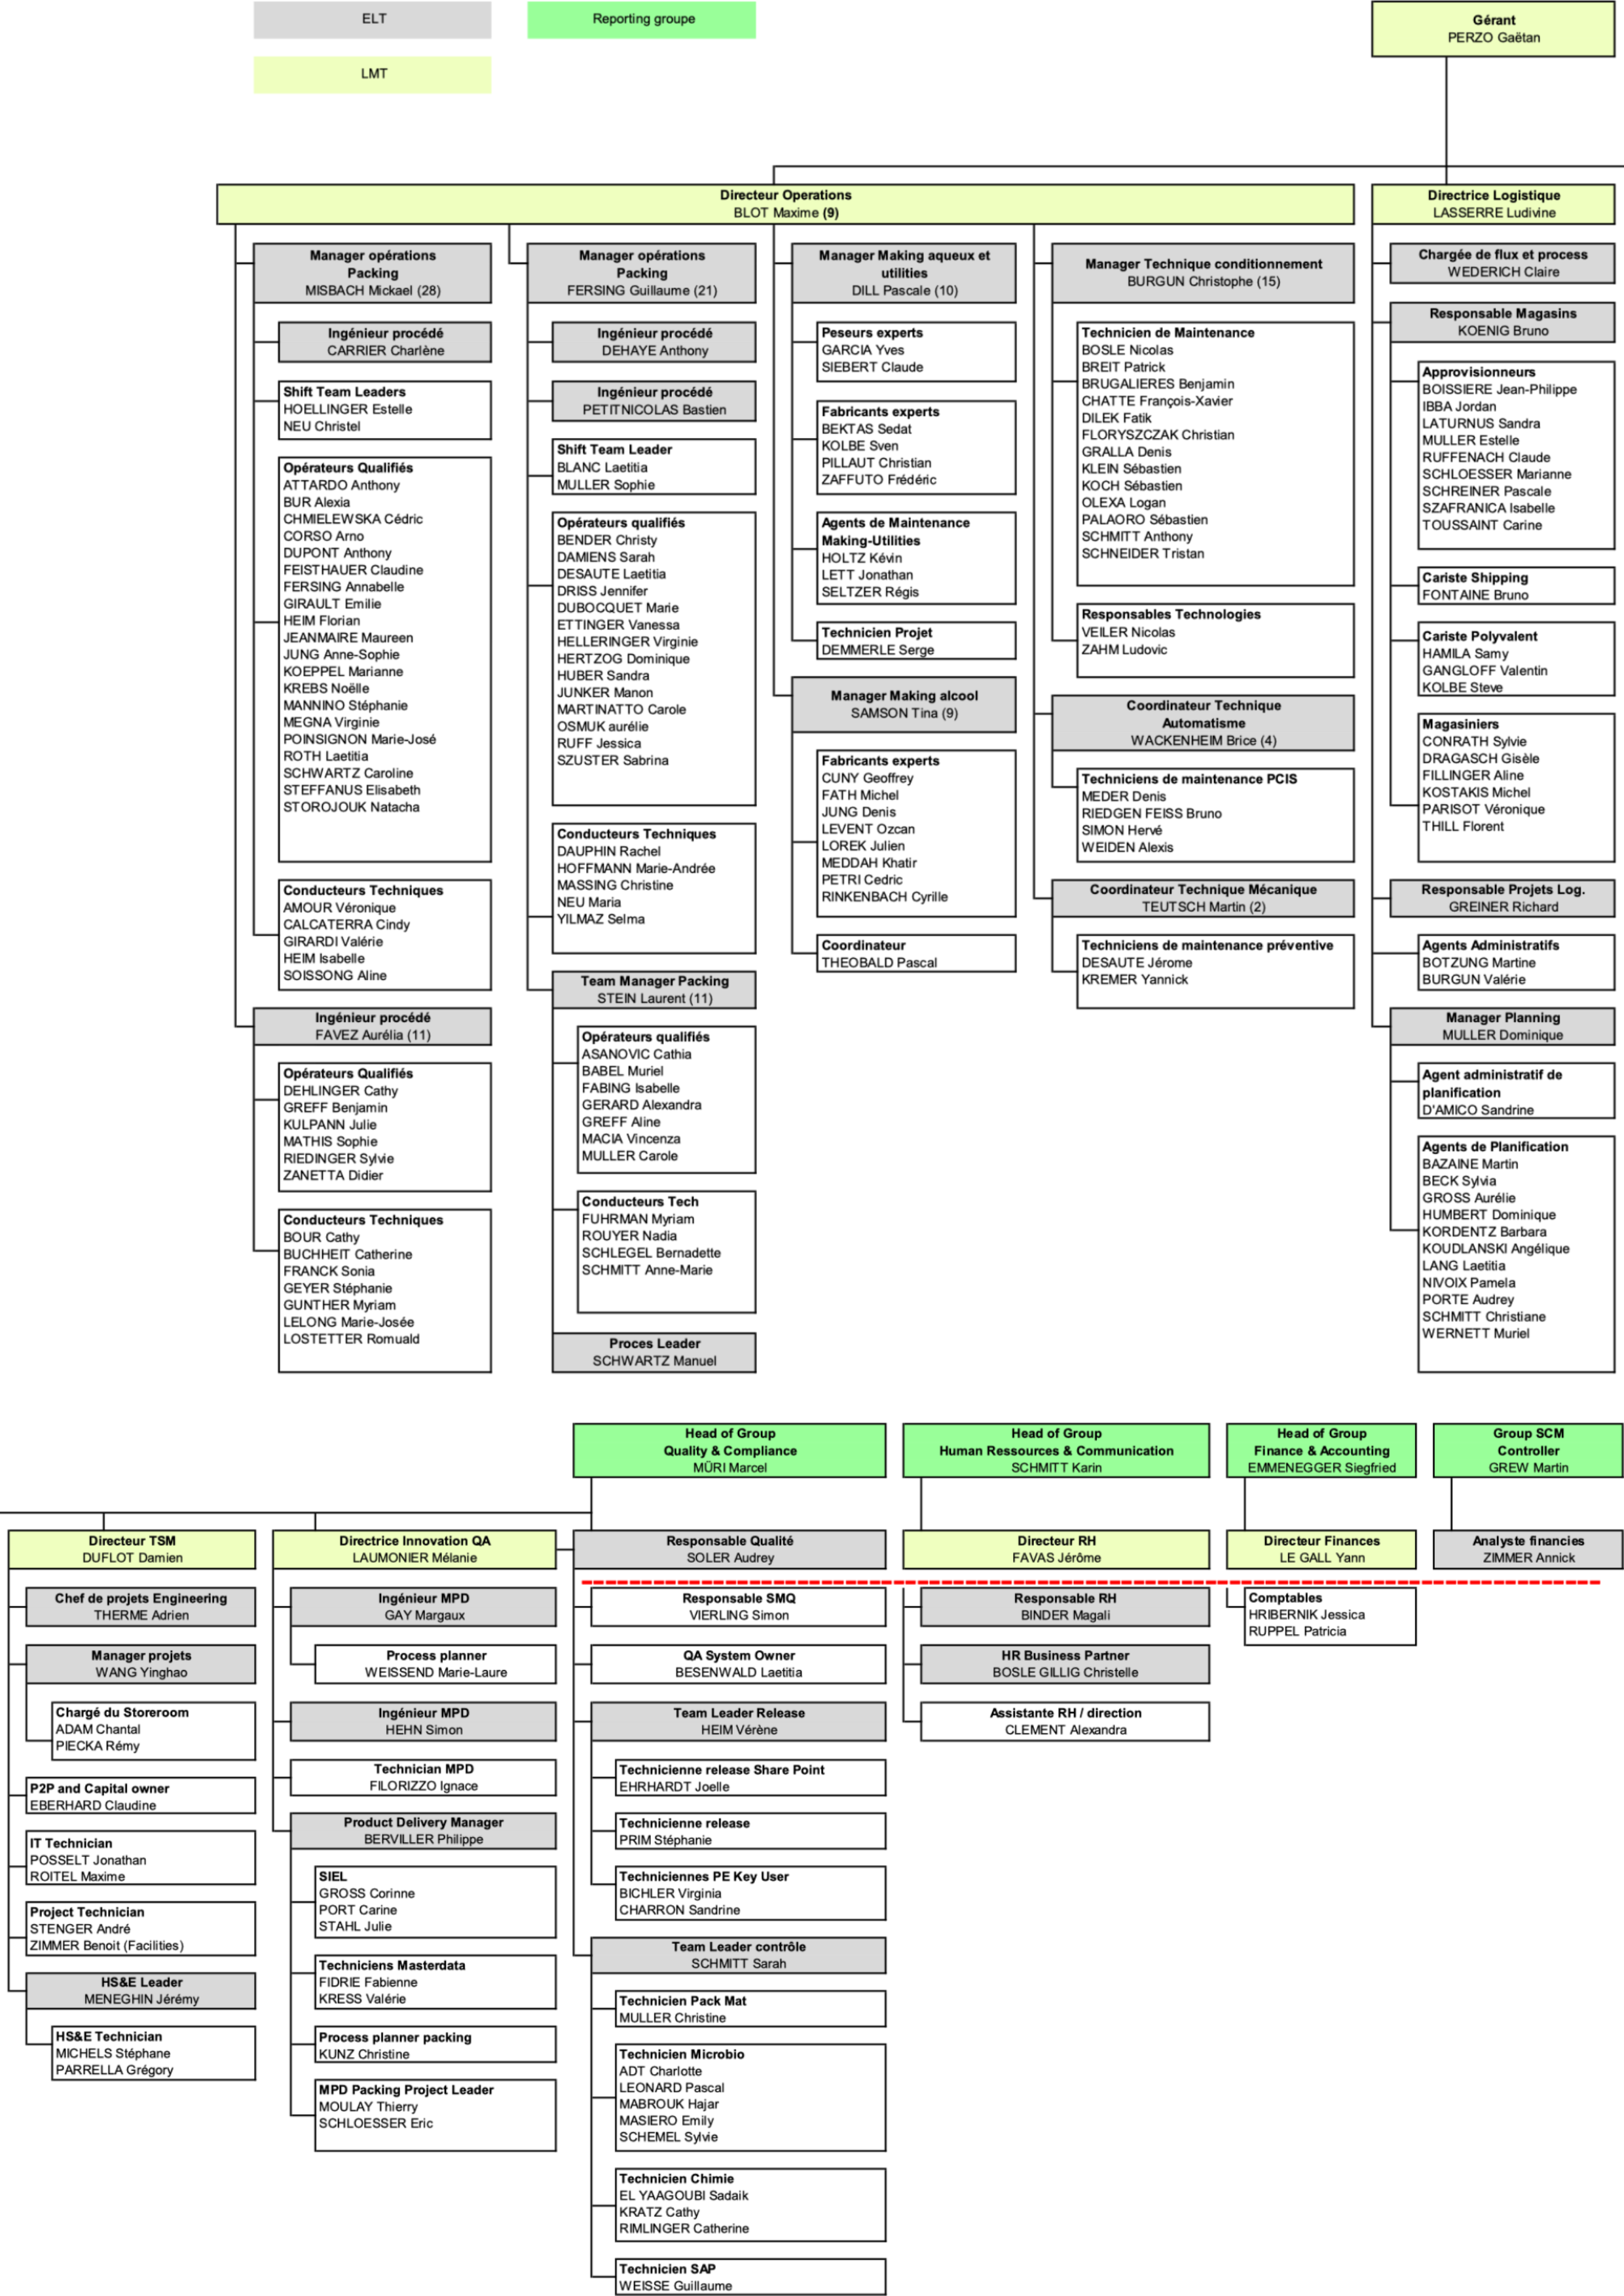 ELT
Reporting groupe
LMT
Gérant
PERZO Gaëtan
Directeur Operations
BLOT Maxime (9)
Manager opérations
Packing
MISBACH Mickael (28)
Ingénieur procédé
CARRIER Charlène
Shift Team Leaders
HOELLINGER Estelle
NEU Christel
Opérateurs Qualifiés
ATTARDO Anthony
BUR Alexia
CHMIELEWSKA Cédric
CORSO Arno
DUPONT Anthony
FEISTHAUER Claudine
FERSING Annabelle
GIRAULT Emilie
HEIM Florian
JEANMAIRE Maureen
JUNG Anne-Sophie
KOEPPEL Marianne
KREBS Noëlle
MANNINO Stéphanie
MEGNA Virginie
POINSIGNON Marie-José
ROTH Laetitia
SCHWARTZ Caroline
STEFFANUS Elisabeth
STOROJOUK Natacha
Conducteurs Techniques
AMOUR Véronique
CALCATERRA Cindy
GIRARDI Valérie
HEIM Isabelle
SOISSONG Aline
Ingénieur procédé
FAVEZ Aurélia (11)
Opérateurs Qualifiés
DEHLINGER Cathy
GREFF Benjamin
KULPANN Julie
MATHIS Sophie
RIEDINGER Sylvie
ZANETTA Didier
Conducteurs Techniques
BOUR Cathy
BUCHHEIT Catherine
FRANCK Sonia
GEYER Stéphanie
GUNTHER Myriam
LELONG Marie-Josée
LOSTETTER Romuald
Manager opérations
Packing
FERSING Guillaume (21)
Ingénieur procédé
DEHAYE Anthony
Ingénieur procédé
PETITNICOLAS Bastien
Shift Team Leader
BLANC Laetitia
MULLER Sophie
Opérateurs qualifiés
BENDER Christy
DAMIENS Sarah
DESAUTE Laetitia
DRISS Jennifer
DUBOCQUET Marie
ETTINGER Vanessa
HELLERINGER Virginie
HERTZOG Dominique
HUBER Sandra
JUNKER Manon
MARTINATTO Carole
OSMUK aurélie
RUFF Jessica
SZUSTER Sabrina
Conducteurs Techniques
DAUPHIN Rachel
HOFFMANN Marie-Andrée
MASSING Christine
NEU Maria
YILMAZ Selma
Team Manager Packing
STEIN Laurent (11)
Opérateurs qualifiés
ASANOVIC Cathia
BABEL Muriel
FABING Isabelle
GERARD Alexandra
GREFF Aline
MACIA Vincenza
MULLER Carole
Conducteurs Tech
FUHRMAN Myriam
ROUYER Nadia
SCHLEGEL Bernadette
SCHMITT Anne-Marie
Proces Leader
SCHWARTZ Manuel
Manager Making aqueux et
utilities
DILL Pascale (10)
Peseurs experts
GARCIA Yves
SIEBERT Claude
Fabricants experts
BEKTAS Sedat
KOLBE Sven
PILLAUT Christian
ZAFFUTO Frédéric
Agents de Maintenance
Making-Utilities
HOLTZ Kévin
LETT Jonathan
SELTZER Régis
Technicien Projet
DEMMERLE Serge
Manager Making alcool
SAMSON Tina (9)
Fabricants experts
CUNY Geoffrey
FATH Michel
JUNG Denis
LEVENT Ozcan
LOREK Julien
MEDDAH Khatir
PETRI Cedric
RINKENBACH Cyrille
Coordinateur
THEOBALD Pascal
Manager Technique conditionnement
BURGUN Christophe (15)
Technicien de Maintenance
BOSLE Nicolas
BREIT Patrick
BRUGALIERES Benjamin
CHATTE François-Xavier
DILEK Fatik
FLORYSZCZAK Christian
GRALLA Denis
KLEIN Sébastien
KOCH Sébastien
OLEXA Logan
PALAORO Sébastien
SCHMITT Anthony
SCHNEIDER Tristan
Responsables Technologies
VEILER Nicolas
ZAHM Ludovic
Coordinateur Technique
Automatisme
WACKENHEIM Brice (4)
Techniciens de maintenance PCIS
MEDER Denis
RIEDGEN FEISS Bruno
SIMON Hervé
WEIDEN Alexis
Coordinateur Technique Mécanique
TEUTSCH Martin (2)
Techniciens de maintenance préventive
DESAUTE Jérome
KREMER Yannick
Directrice Logistique
LASSERRE Ludivine
Chargée de flux et process
WEDERICH Claire
Responsable Magasins
KOENIG Bruno
Approvisionneurs
BOISSIERE Jean-Philippe
IBBA Jordan
LATURNUS Sandra
MULLER Estelle
RUFFENACH Claude
SCHLOESSER Marianne
SCHREINER Pascale
SZAFRANICA Isabelle
TOUSSAINT Carine
Cariste Shipping
FONTAINE Bruno
Cariste Polyvalent
HAMILA Samy
GANGLOFF Valentin
KOLBE Steve
Magasiniers
CONRATH Sylvie
DRAGASCH Gisèle
FILLINGER Aline
KOSTAKIS Michel
PARISOT Véronique
THILL Florent
Responsable Projets Log.
GREINER Richard
Agents Administratifs
BOTZUNG Martine
BURGUN Valérie
Manager Planning
MULLER Dominique
Agent administratif de
planification
D'AMICO Sandrine
Agents de Planification
BAZAINE Martin
BECK Sylvia
GROSS Aurélie
HUMBERT Dominique
KORDENTZ Barbara
KOUDLANSKI Angélique
LANG Laetitia
NIVOIX Pamela
PORTE Audrey
SCHMITT Christiane
WERNETT Muriel
Head of Group
Quality & Compliance
MÜRI Marcel
Head of Group
Human Ressources & Communication
SCHMITT Karin
Head of Group
Finance & Accounting
EMMENEGGER Siegfried
Group SCM
Controller
GREW Martin
Directeur TSM
DUFLOT Damien
Chef de projets Engineering
THERME Adrien
Manager projets
WANG Yinghao
Chargé du Storeroom
ADAM Chantal
PIECKA Rémy
P2P and Capital owner
EBERHARD Claudine
IT Technician
POSSELT Jonathan
ROITEL Maxime
Project Technician
STENGER André
ZIMMER Benoit (Facilities)
HS&E Leader
MENEGHIN Jérémy
HS&E Technician
MICHELS Stéphane
PARRELLA Grégory
Directrice Innovation QA
LAUMONIER Mélanie
Ingénieur MPD
GAY Margaux
Process planner
WEISSEND Marie-Laure
Ingénieur MPD
HEHN Simon
Technician MPD
FILORIZZO Ignace
Product Delivery Manager
BERVILLER Philippe
SIEL
GROSS Corinne
PORT Carine
STAHL Julie
Techniciens Masterdata
FIDRIE Fabienne
KRESS Valérie
Process planner packing
KUNZ Christine
MPD Packing Project Leader
MOULAY Thierry
SCHLOESSER Eric
Responsable Qualité
SOLER Audrey
Responsable SMQ
VIERLING Simon
QA System Owner
BESENWALD Laetitia
Team Leader Release
HEIM Vérène
Technicienne release Share Point
EHRHARDT Joelle
Technicienne release
PRIM Stéphanie
Techniciennes PE Key User
BICHLER Virginia
CHARRON Sandrine
Team Leader contrôle
SCHMITT Sarah
Technicien Pack Mat
MULLER Christine
Technicien Microbio
ADT Charlotte
LEONARD Pascal
MABROUK Hajar
MASIERO Emily
SCHEMEL Sylvie
Technicien Chimie
EL YAAGOUBI Sadaik
KRATZ Cathy
RIMLINGER Catherine
Technicien SAP
WEISSE Guillaume
Directeur RH
FAVAS Jérôme
Responsable RH
BINDER Magali
HR Business Partner
BOSLE GILLIG Christelle
Assistante RH / direction
CLEMENT Alexandra
Directeur Finances
LE GALL Yann
Comptables
HRIBERNIK Jessica
RUPPEL Patricia
Analyste financies
ZIMMER Annick